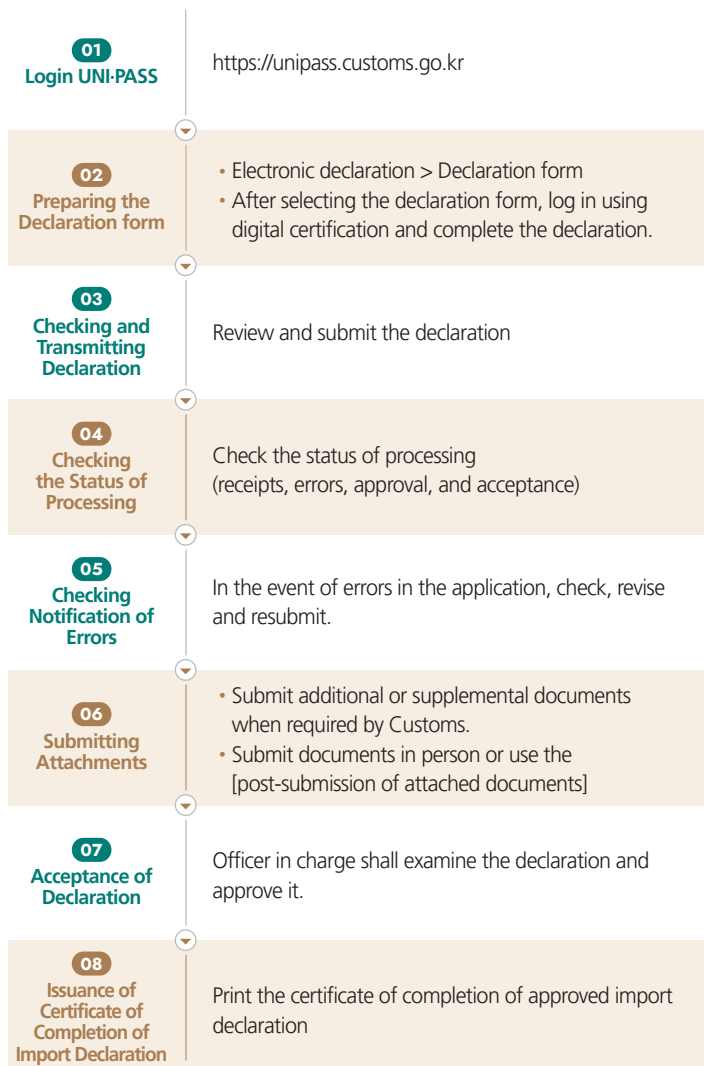 01
Login UNI·PASS
https://unipass.customs.go.kr
02
Preparing the
Declaration form
• Electronic declaration > Declaration form
• After selecting the declaration form, log in using
digital certification and complete the declaration.
03
Checking and
Transmitting
Declaration
Review and submit the declaration
04
Checking
the Status of
Processing
Check the status of processing
(receipts, errors, approval, and acceptance)
05
Checking
Notification of
Errors
In the event of errors in the application, check, revise
and resubmit.
06
Submitting
Attachments
• Submit additional or supplemental documents
when required by Customs.
• Submit documents in person or use the
[post-submission of attached documents]
07
Acceptance of
Declaration
Officer in charge shall examine the declaration and
approve it.
08
Issuance of
Certificate of
Completion of
Import Declaration
Print the certificate of completion of approved import
declaration